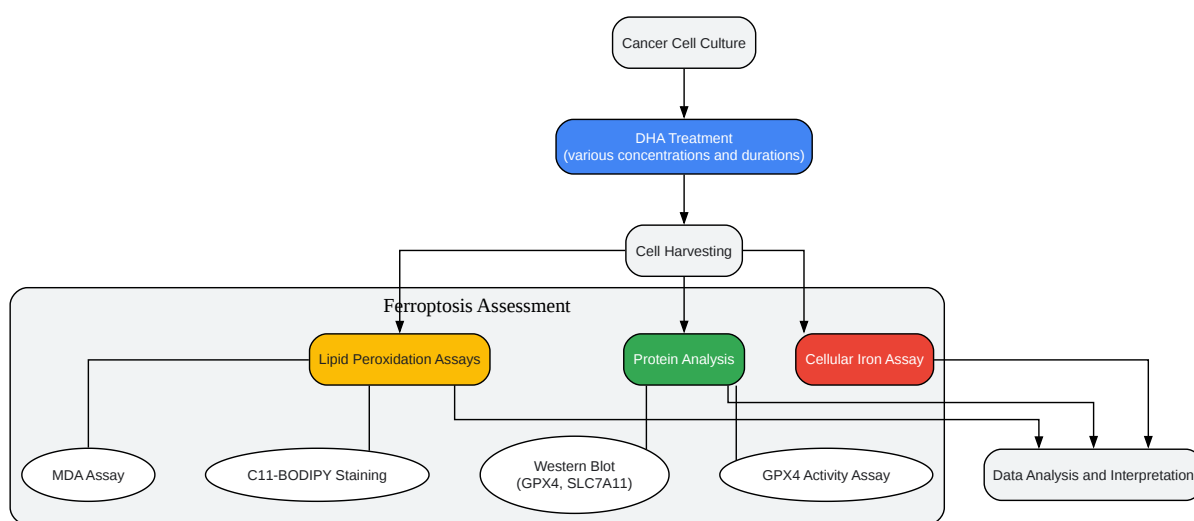 Cancer Cell Culture
DHA Treatment
(various concentrations and durations)
Cell Harvesting
Ferroptosis Assessment
Lipid Peroxidation Assays
Protein Analysis
Cellular Iron Assay
MDA Assay
C11-BODIPY Staining
Western Blot
(GPX4, SLC7A11)
GPX4 Activity Assay
Data Analysis and Interpretation